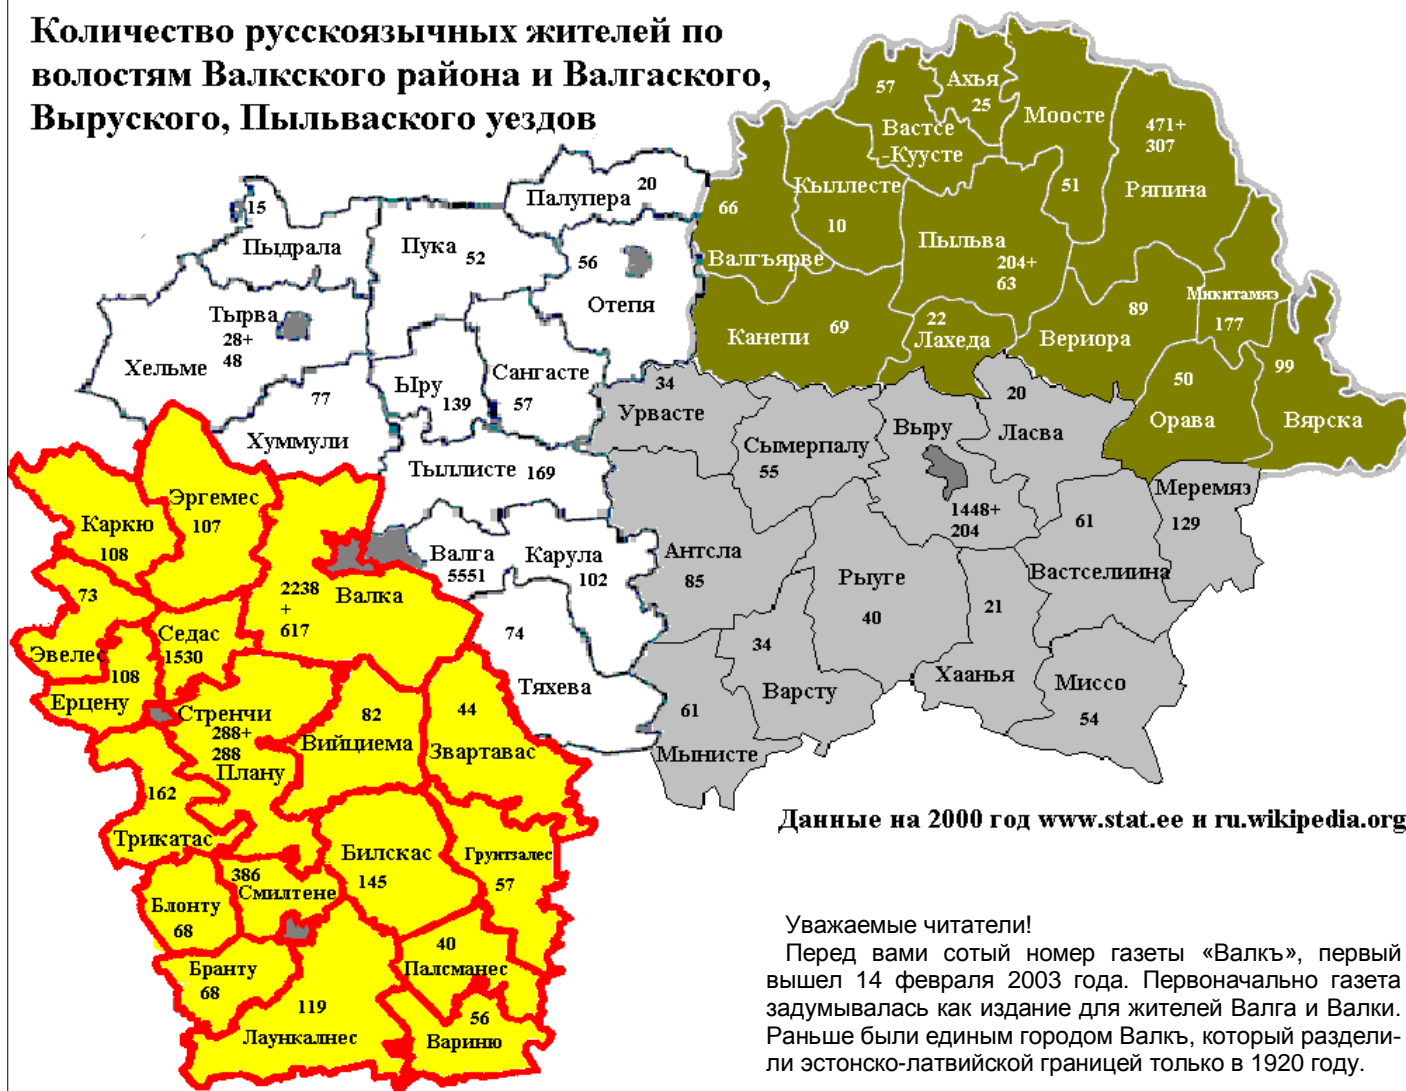 Количество русскоязычных жителей по
волостям Валкского района и Валгаского,
Выруского, Пыльваского уездов
57
Ахья
25
Моосте
471+
307
Вастсе
-Куусте
Палупера
20
Кыллесте
10
51
Ряпина
15
Пыдрала
Пука
52
56
Отепя
66
Валгъярве
Пыльва
204+
63
Микитамяэ
177
Тырва
28+
48
Хельме
Канепи
69
22
Лахеда
89
Вериора
99
Вярска
50
Орава
77
Хуммули
Ыру
139
Сангасте
57
34
Урвасте
Сымерпалу
55
Выру
1448+
204
20
Ласва
Тыллисте 169
Меремяэ
129
Эргемес
107
Каркю
108
Валга
5551
Карула
102
Антсла
85
Рыуге
40
61
Вастселиина
73
Эвелес
2238
+
617
Валка
Седас
1530
74
Тяхева
34
Варсту
21
Хаанья
Миссо
54
108
Ерцену
Стренчи
288+
288
Плану
82
Вийциема
44
Звартавас
61
Мынисте
162
Трикатас
Билскас
145
Грунтзалес
57
Данные на 2000 год www.stat.ee и ru.wikipedia.org
386
Смилтене
Блонту
68
Бранту
68
40
Палсманес
119
Лаункалнес
56
Вариню
Уважаемые читатели!
Перед вами сотый номер газеты «Валкъ», первый
вышел 14 февраля 2003 года. Первоначально газета
задумывалась как издание для жителей Валга и Валки.
Раньше были единым городом Валкъ, который раздели-
ли эстонско-латвийской границей только в 1920 году.